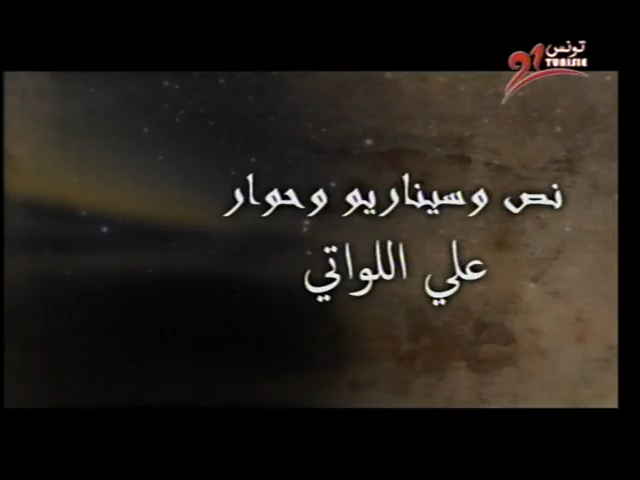 تونس
21
TUNISIE
نص وسيناريو وحوار
علي اللواتي